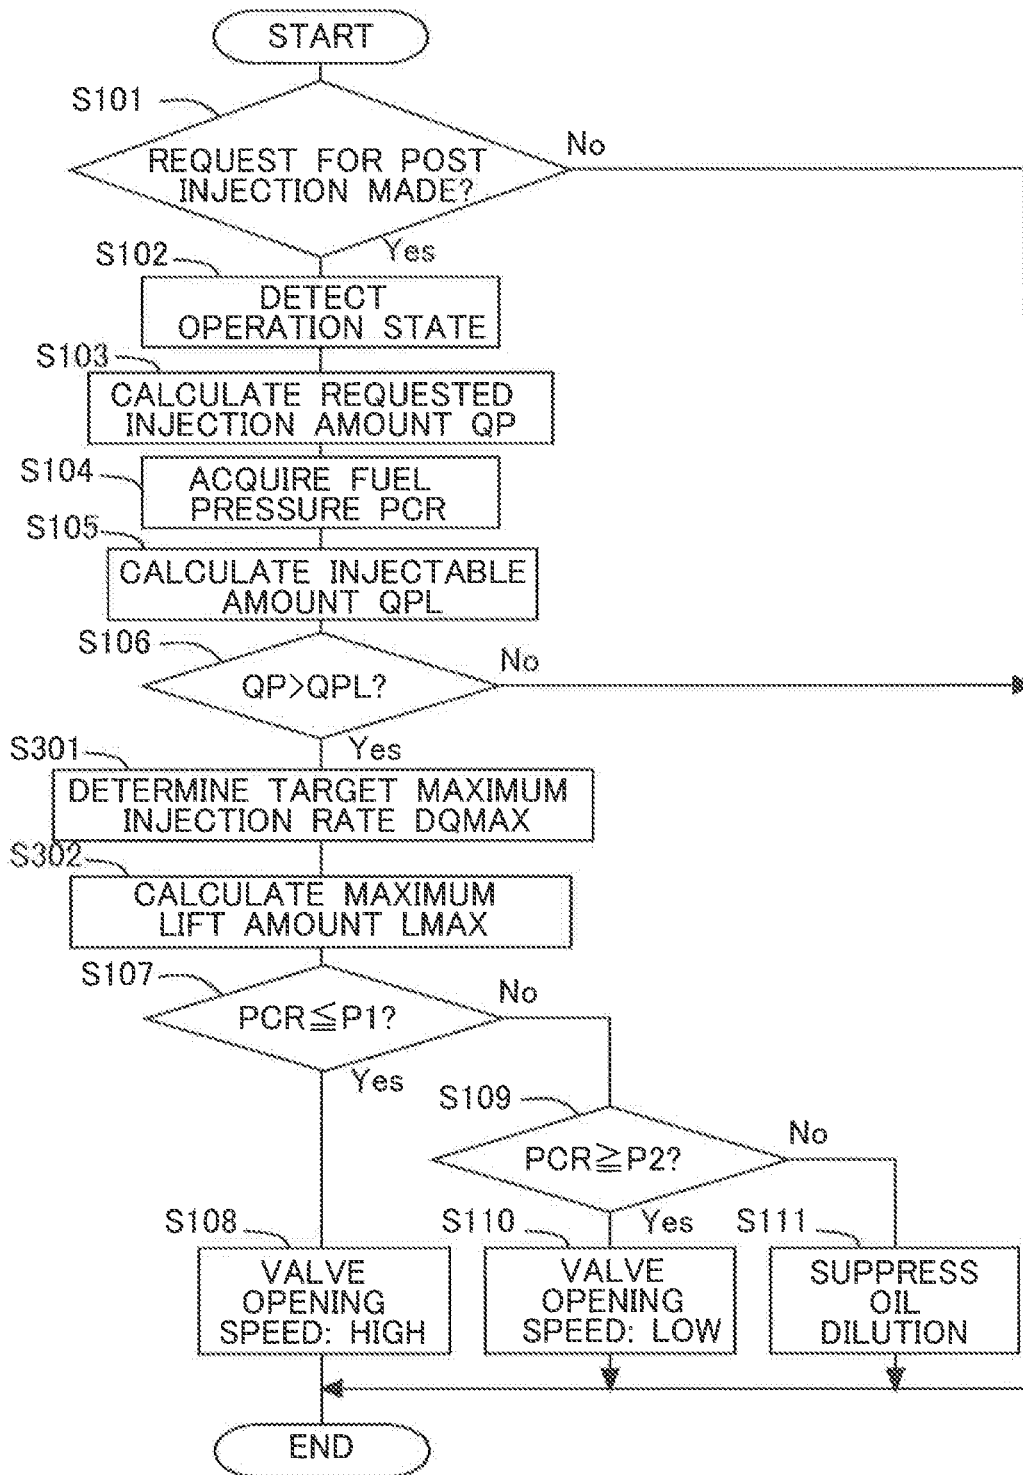 START
S101
REQUEST FOR POST
INJECTION MADE?
No
Yes
S102
DETECT
OPERATION STATE
S103
CALCULATE REQUESTED
INJECTION AMOUNT QP
S104
ACQUIRE FUEL
PRESSURE PCR
S105
CALCULATE INJECTABLE
AMOUNT QPL
S106
QP>QPL?
No
Yes
S301
DETERMINE TARGET MAXIMUM
INJECTION RATE DQMAX
S302
CALCULATE MAXIMUM
LIFT AMOUNT LMAX
S107
PCR≦P1?
No
Yes
S109
PCR≧P2?
No
Yes
S108
VALVE
OPENING
SPEED: HIGH
S110
VALVE
OPENING
SPEED: LOW
S111
SUPPRESS
OIL
DILUTION
END